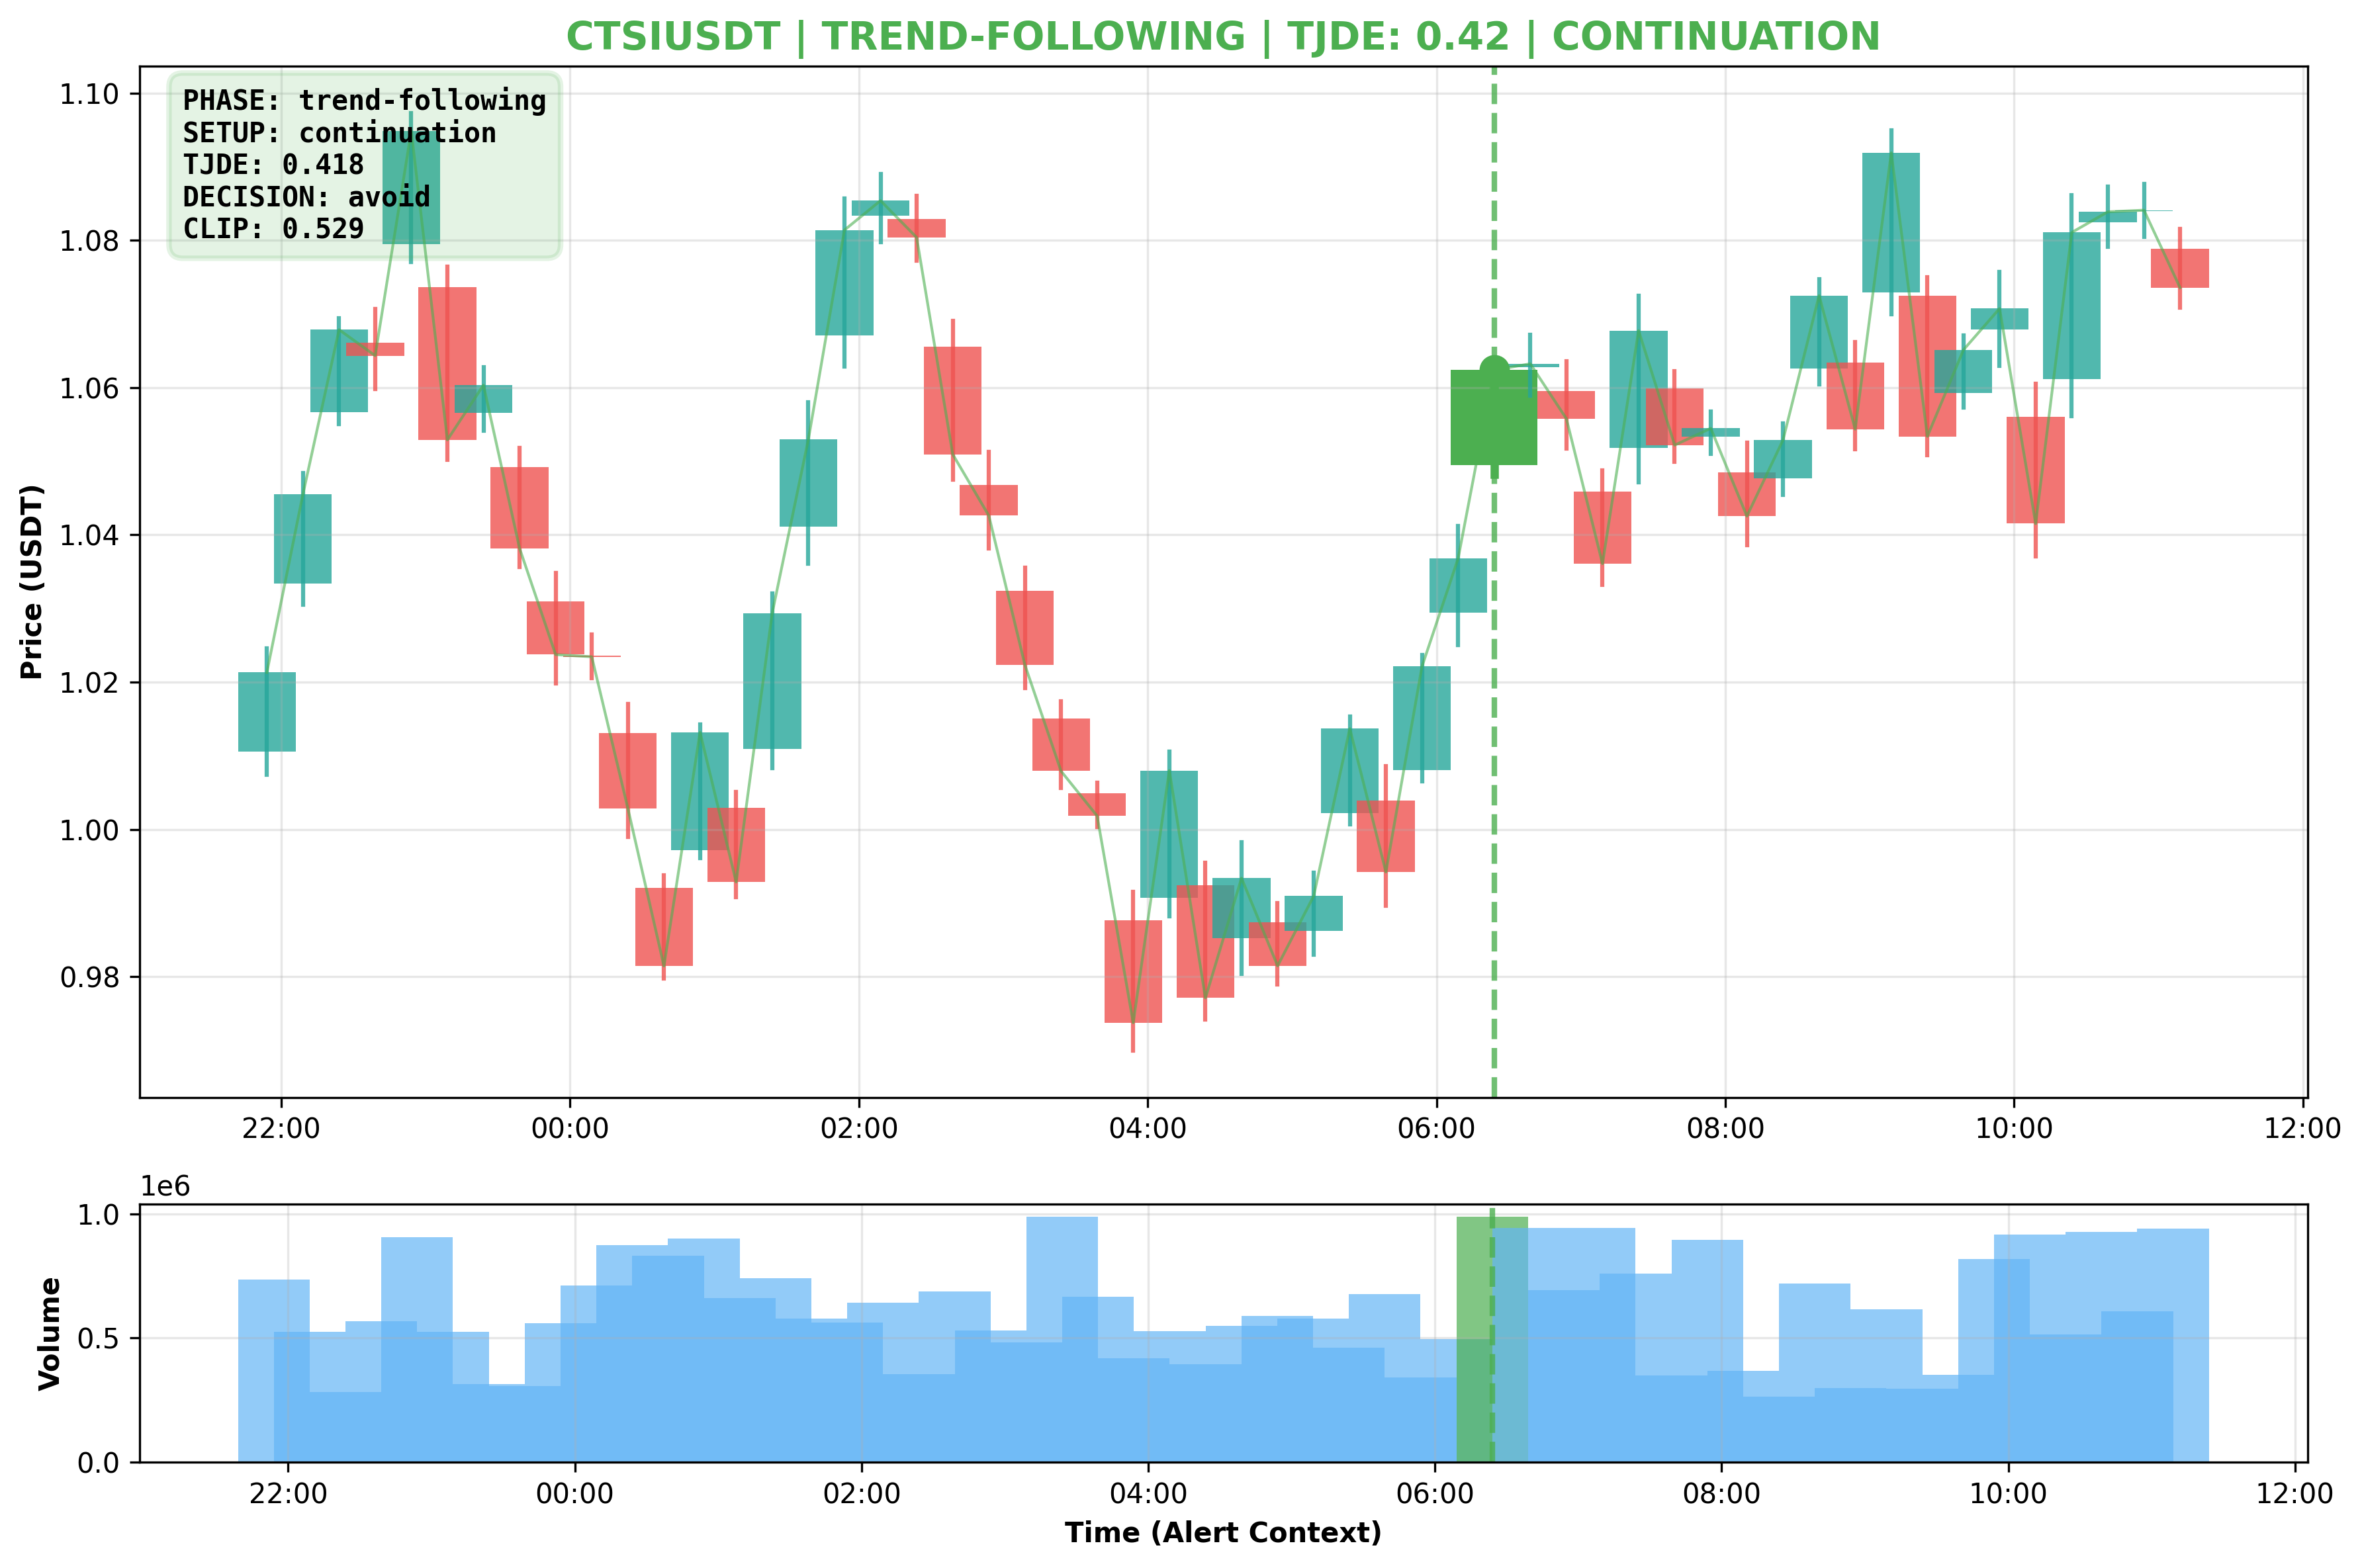 CTSIUSDT | TREND-FOLLOWING | TJDE: 0.42 | CONTINUATION
PHASE: trend-following
SETUP: continuation
TJDE: 0.418
DECISION: avoid
CLIP: 0.529
Price (USDT)
1.10
1.08
1.06
1.04
1.02
1.00
0.98
22:00 00:00 02:00 04:00 06:00 08:00 10:00 12:00
1e6
Volume
1.0
0.5
0.0
22:00 00:00 02:00 04:00 06:00 08:00 10:00 12:00
Time (Alert Context)